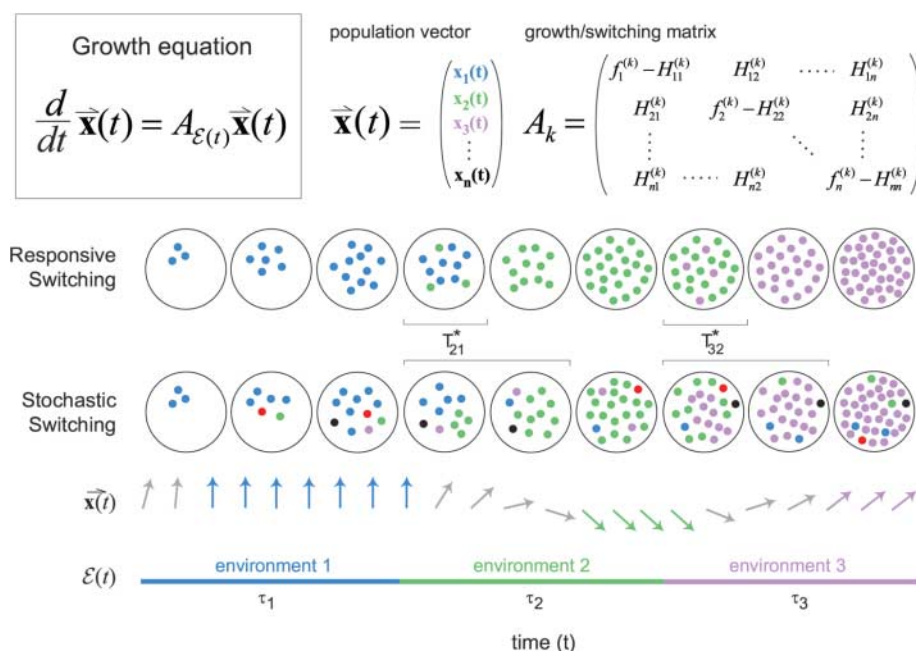 Growth equation
d/dt x(t) = A_ℰ(t) x(t)
population vector
x(t) =
x₁(t)
x₂(t)
x₃(t)
⋮
xₙ(t)
growth/switching matrix
A_k =
f₁^(k) – H₁₁^(k) H₁₂^(k) ······ H₁ₙ^(k)
H₂₁^(k) f₂^(k) – H₂₂^(k) H₂ₙ^(k)
Hₙ₁^(k) ······ Hₙ₂^(k) fₙ^(k) – Hₙₙ^(k)
Responsive
Switching
T*₂₁ T*₃₂
Stochastic
Switching
x(t)
ℰ(t) environment 1 environment 2 environment 3
τ₁ τ₂ τ₃
time (t)